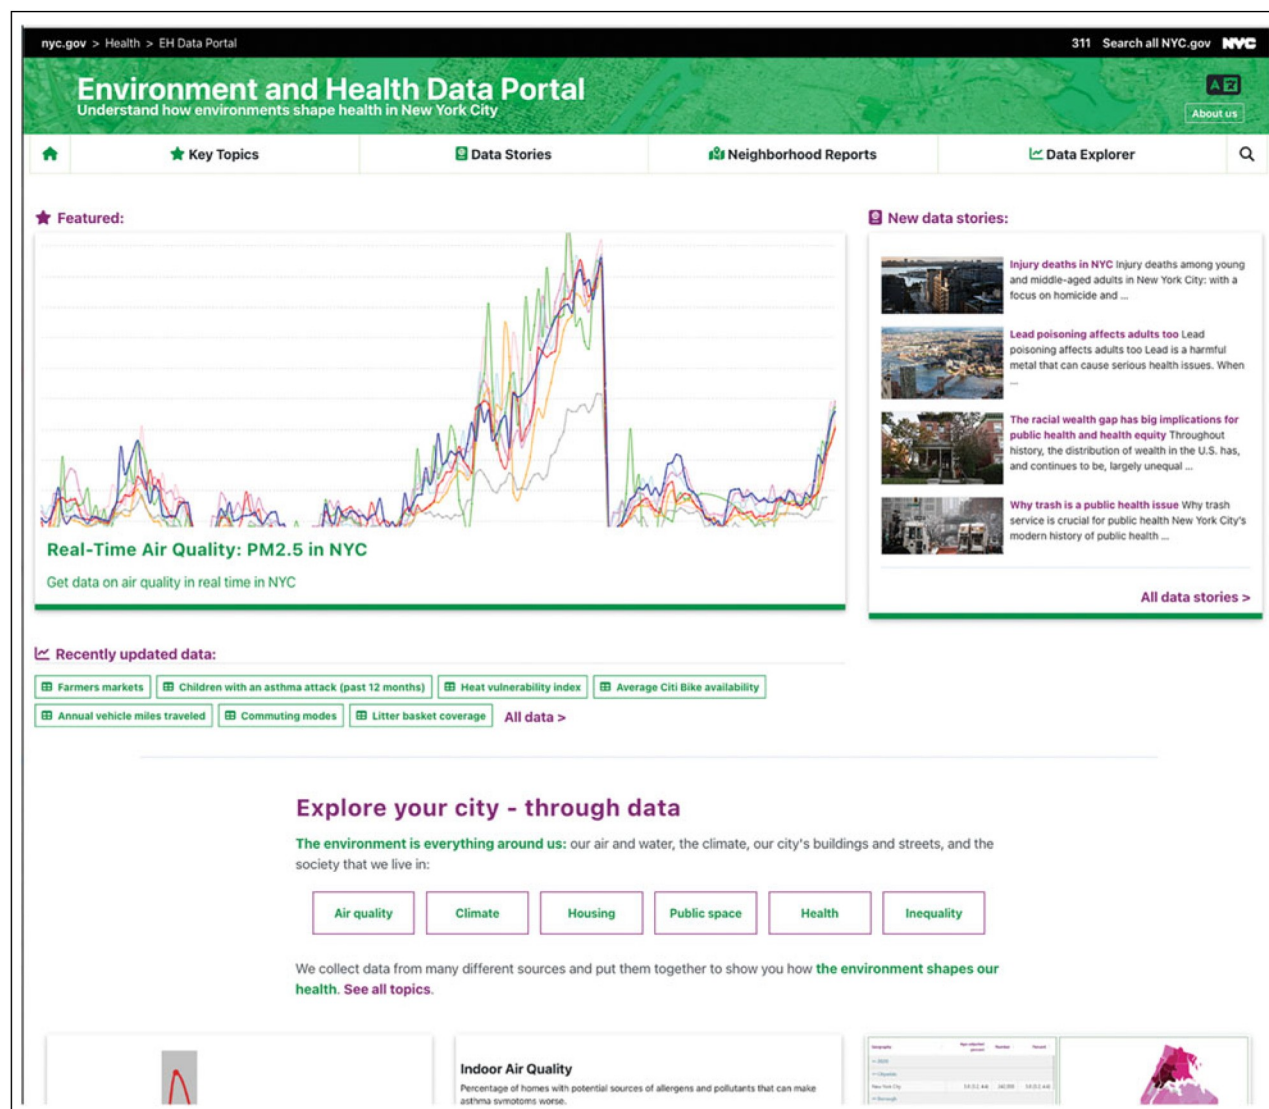 nyc.gov > Health > EH Data Portal
311 Search all NYC.gov NYC
Environment and Health Data Portal
Understand how environments shape health in New York City
About us
Key Topics
Data Stories
Neighborhood Reports
Data Explorer
Featured:
Real-Time Air Quality: PM2.5 in NYC
Get data on air quality in real time in NYC
New data stories:
Injury deaths in NYC Injury deaths among young
and middle-aged adults in New York City: with a
focus on homicide and ...
Lead poisoning affects adults too Lead
poisoning affects adults too Lead is a harmful
metal that can cause serious health issues. When
...
The racial wealth gap has big implications for
public health and health equity Throughout
history, the distribution of wealth in the U.S. has,
and continues to be, largely unequal ...
Why trash is a public health issue Why trash
service is crucial for public health New York City's
modern history of public health ...
All data stories >
Recently updated data:
Farmers markets
Children with an asthma attack (past 12 months)
Heat vulnerability index
Average Citi Bike availability
Annual vehicle miles traveled
Commuting modes
Litter basket coverage
All data >
Explore your city - through data
The environment is everything around us: our air and water, the climate, our city's buildings and streets, and the
society that we live in:
Air quality
Climate
Housing
Public space
Health
Inequality
We collect data from many different sources and put them together to show you how the environment shapes our
health. See all topics.
Indoor Air Quality
Percentage of homes with potential sources of allergens and pollutants that can make
asthma symptoms worse.
Geography
Age-adjusted
percent
Number
Percent
2020
Citywide
New York City
Borough